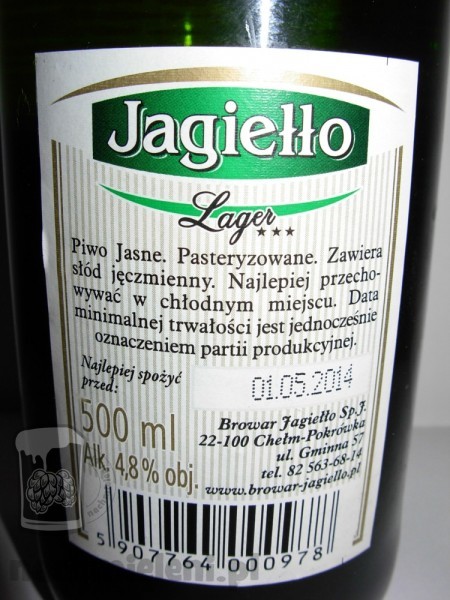 Jagiełło
Lager
Piwo Jasne. Pasteryzowane. Zawiera
słód jęczmienny. Najlepiej przecho-
wywać w chłodnym miejscu. Data
minimalnej trwałości jest jednocześnie
oznaczeniem partii produkcyjnej.
Najlepiej spożyć
przed:
01.05.2014
500 ml
Alk. 4,8% obj.
Browar Jagiełło Sp.J.
22-100 Chełm-Pokrówka
ul. Gminna 57
tel. 82 563-68-14
www.browar-jagiello.pl
5 907764 000978